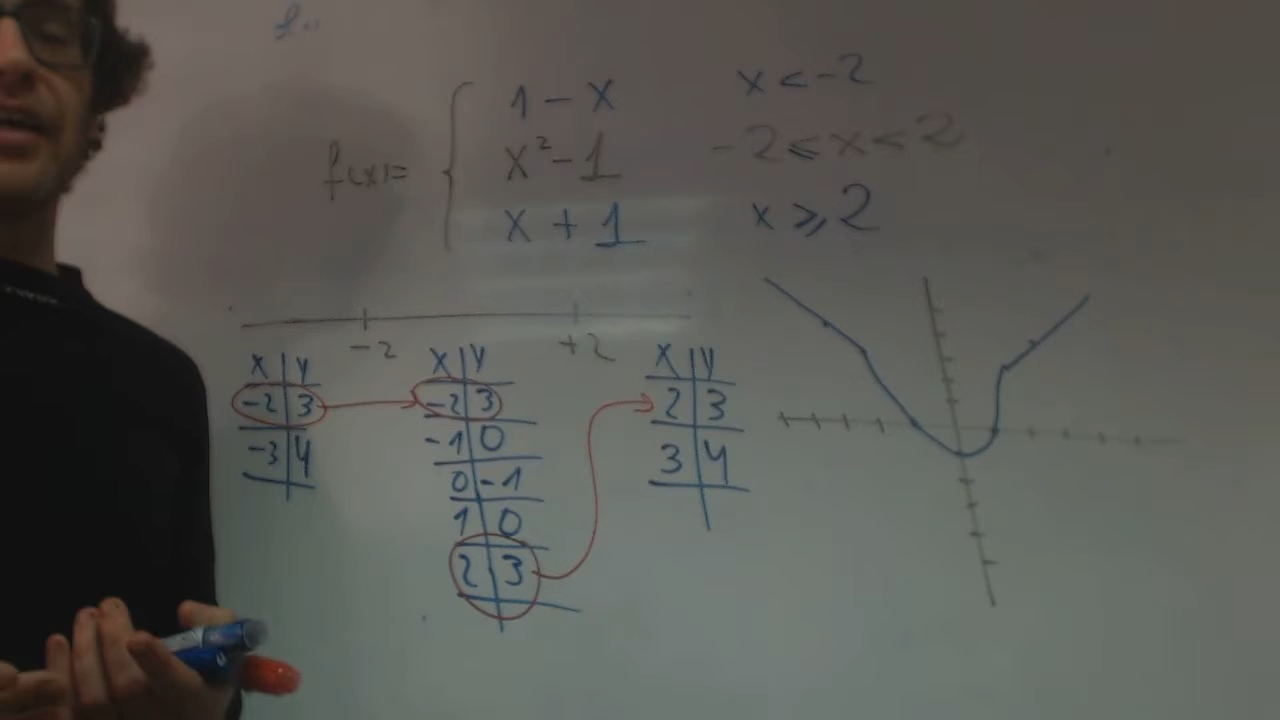 f(x)=
1 - x x < -2
x² - 1 -2 ≤ x < 2
x + 1 x ≥ 2
-2 +2
x y
-2 3
-3 4
x y
-2 3
-1 0
0 -1
1 0
2 3
x y
2 3
3 4